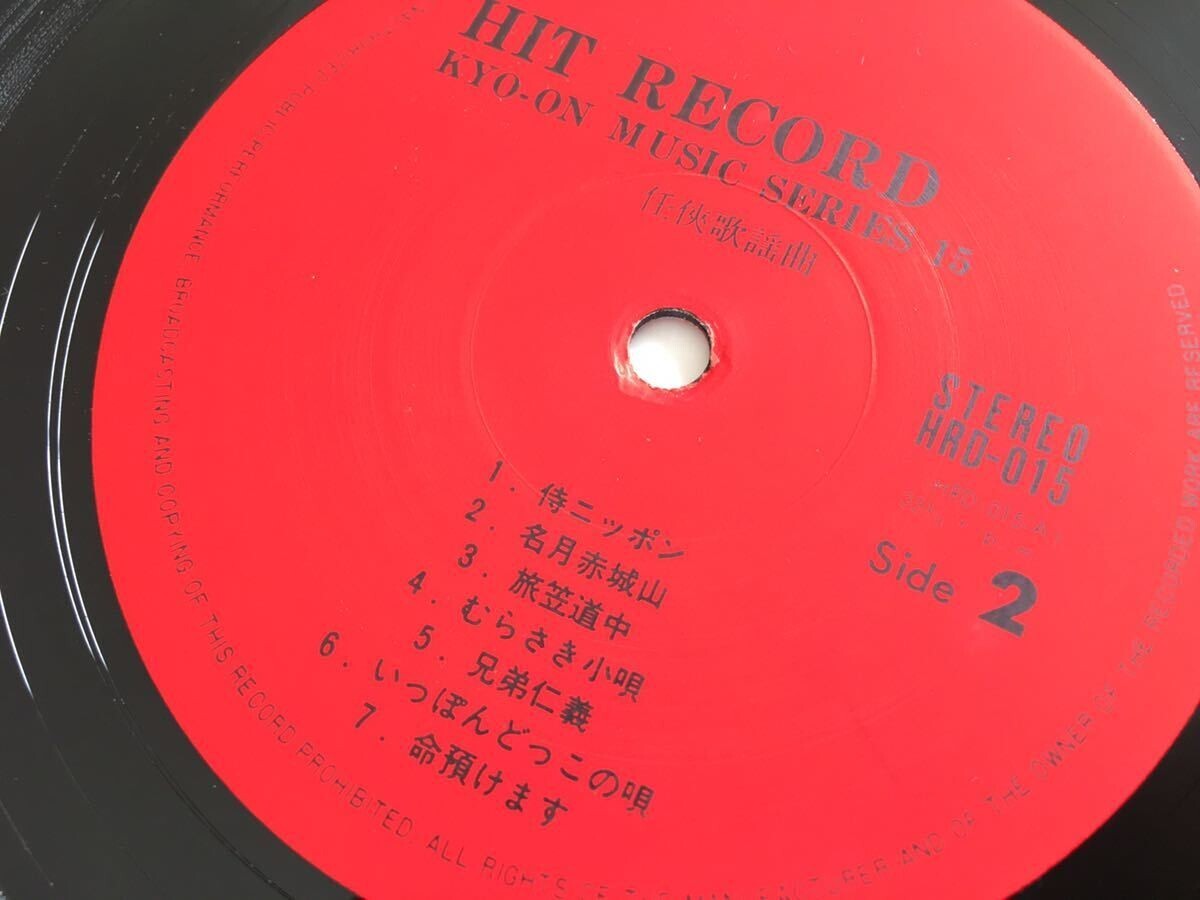 HIT RECORD
KYO-ON MUSIC SERIES 15
任侠歌謡曲
STEREO
HRD-015
Side 2
1. 侍ニッポン
2. 名月赤城山
3. 旅笠道中
4. むらさき小唄
5. 兄弟仁義
6. いっぽんどっこの唄
7. 命預けます
PUBLIC PERFORMANCE BROADCASTING AND COPYING OF THIS RECORD PROHIBITED. ALL RIGHTS OF AND OF THE OWNER OF THE RECORDED WORK ARE RESERVED.